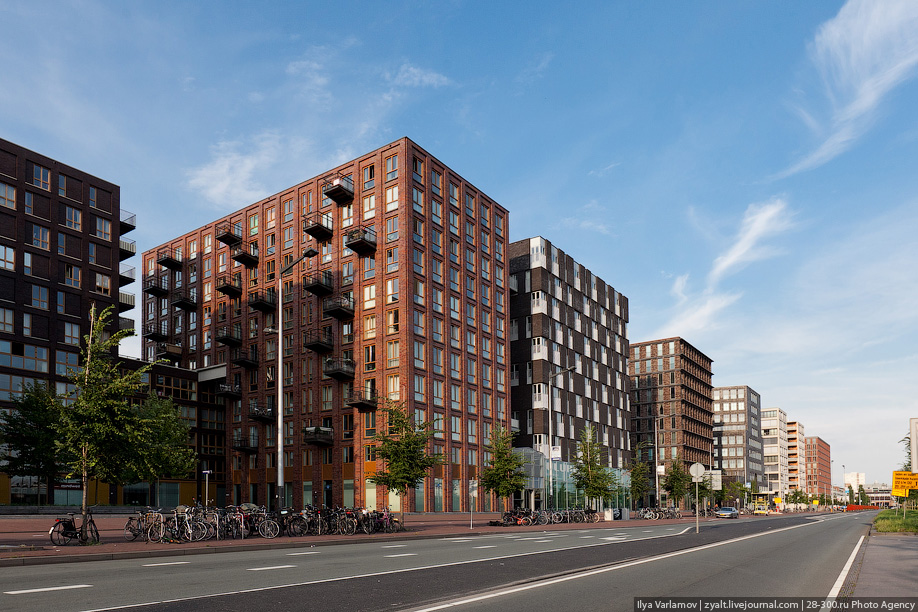 Ilya Varlamov | zyalt.livejournal.com | 28-300.ru Photo Agency